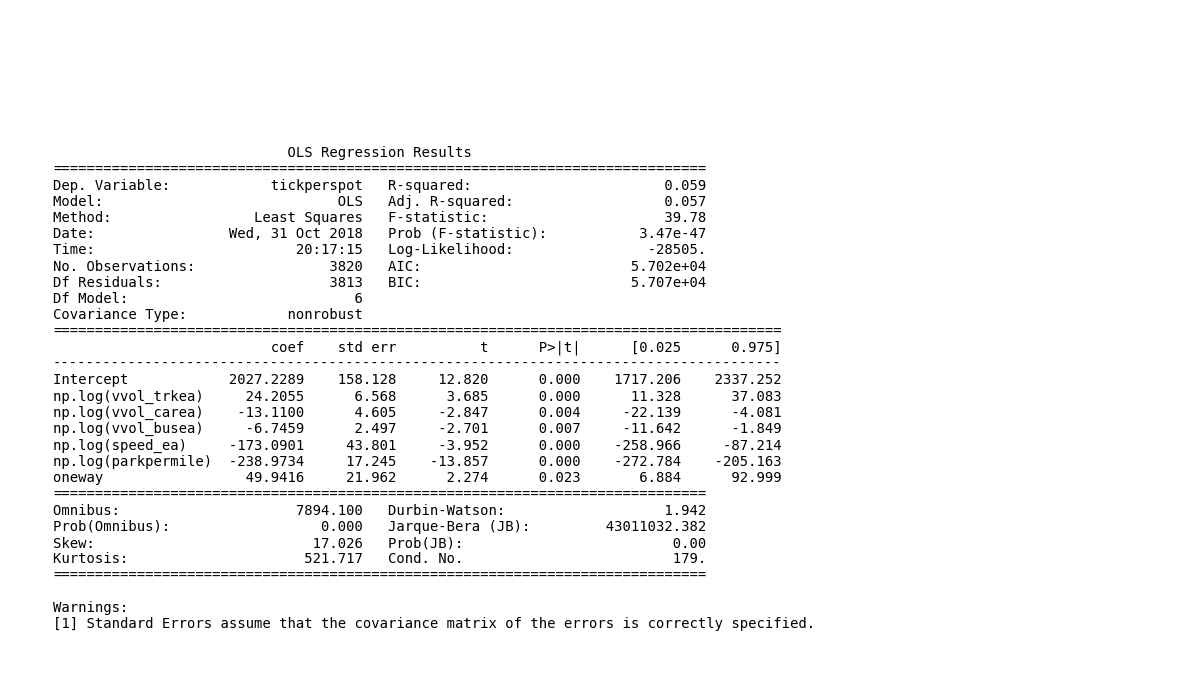 OLS Regression Results
==============================================================================
Dep. Variable:            tickperspot   R-squared:                       0.059
Model:                            OLS   Adj. R-squared:                  0.057
Method:                 Least Squares   F-statistic:                     39.78
Date:                Wed, 31 Oct 2018   Prob (F-statistic):           3.47e-47
Time:                        20:17:15   Log-Likelihood:                -28505.
No. Observations:                3820   AIC:                         5.702e+04
Df Residuals:                    3813   BIC:                         5.707e+04
Df Model:                           6
Covariance Type:            nonrobust
=======================================================================================
                          coef    std err          t      P>|t|      [0.025      0.975]
---------------------------------------------------------------------------------------
Intercept            2027.2289    158.128     12.820      0.000    1717.206    2337.252
np.log(vvol_trkea)     24.2055      6.568      3.685      0.000      11.328      37.083
np.log(vvol_carea)    -13.1100      4.605     -2.847      0.004     -22.139      -4.081
np.log(vvol_busea)     -6.7459      2.497     -2.701      0.007     -11.642      -1.849
np.log(speed_ea)     -173.0901     43.801     -3.952      0.000    -258.966     -87.214
np.log(parkpermile)  -238.9734     17.245    -13.857      0.000    -272.784    -205.163
oneway                 49.9416     21.962      2.274      0.023       6.884      92.999
==============================================================================
Omnibus:                     7894.100   Durbin-Watson:                   1.942
Prob(Omnibus):                  0.000   Jarque-Bera (JB):         43011032.382
Skew:                          17.026   Prob(JB):                         0.00
Kurtosis:                     521.717   Cond. No.                         179.
==============================================================================
Warnings:
[1] Standard Errors assume that the covariance matrix of the errors is correctly specified.